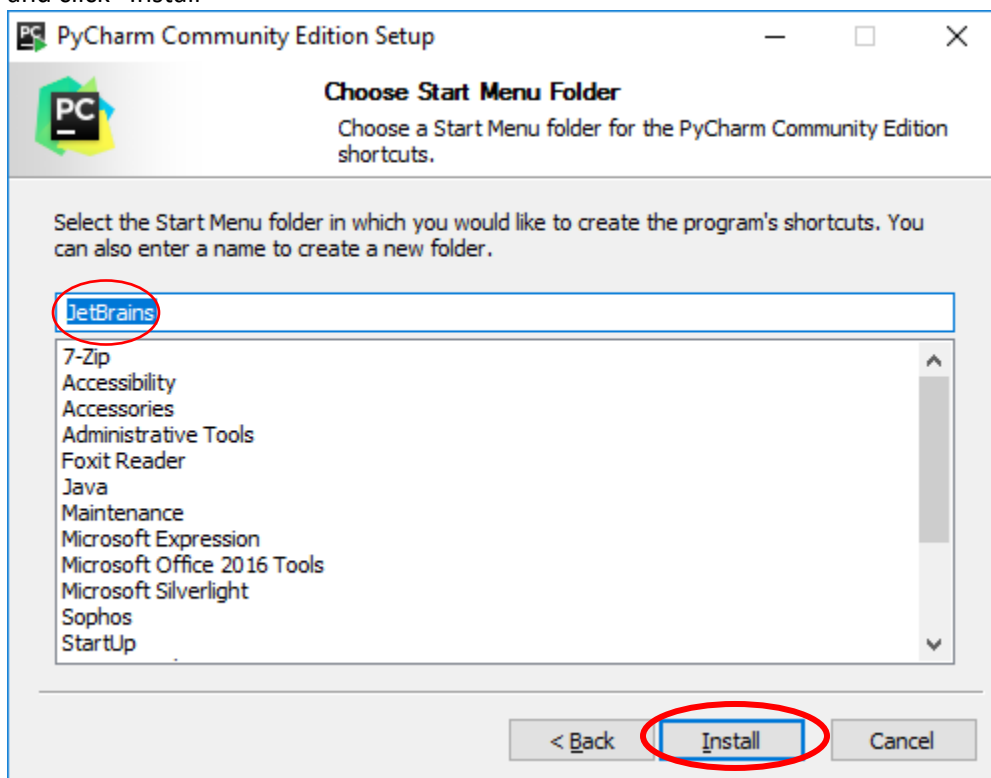 and click "Install"
PyCharm Community Edition Setup
PC
Choose Start Menu Folder
Choose a Start Menu folder for the PyCharm Community Edition
shortcuts.
Select the Start Menu folder in which you would like to create the program's shortcuts. You
can also enter a name to create a new folder.
JetBrains
7-Zip
Accessibility
Accessories
Administrative Tools
Foxit Reader
Java
Maintenance
Microsoft Expression
Microsoft Office 2016 Tools
Microsoft Silverlight
Sophos
StartUp
< Back Install Cancel